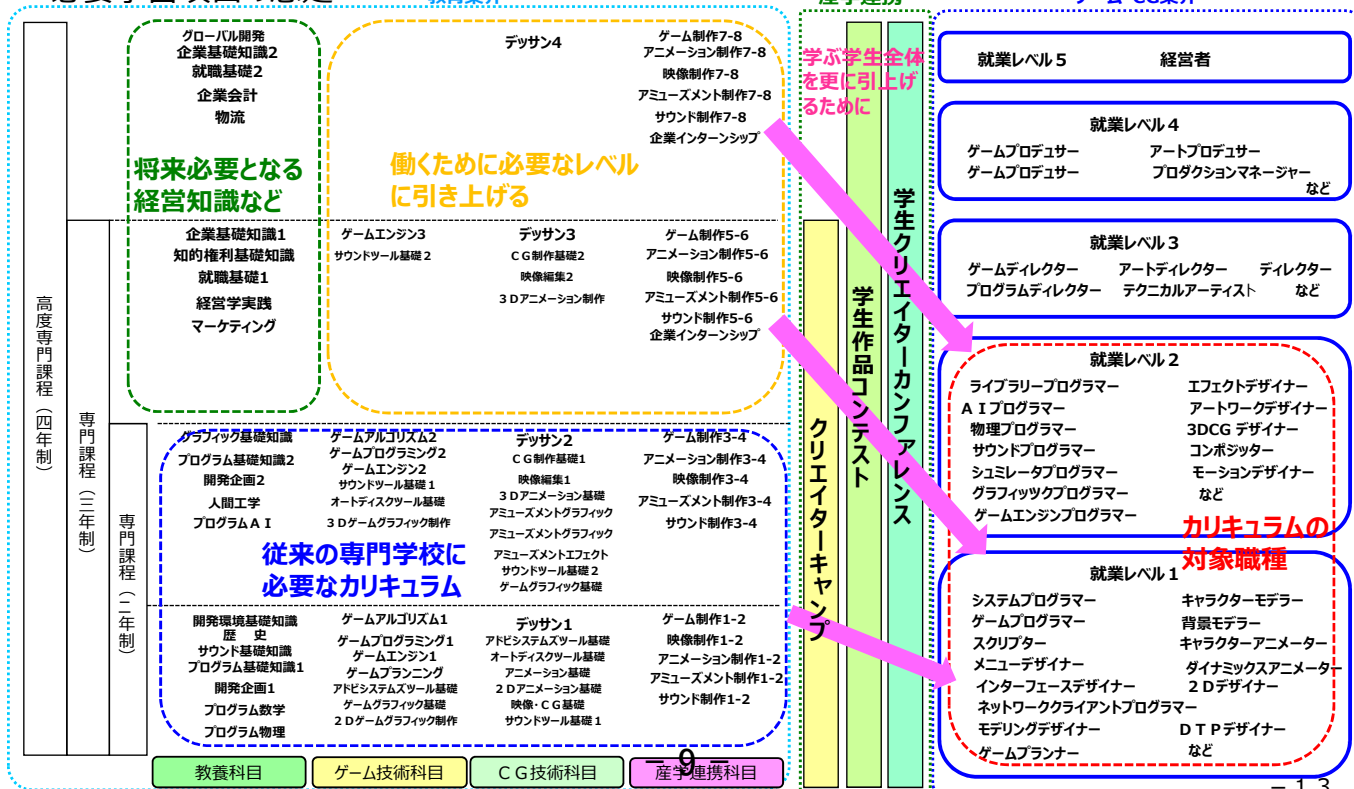 教育業界
産学連携
高度専門課程（四年制）
専門課程（三年制）
専門課程（二年制）
グローバル開発
企業基礎知識2
就職基礎2
企業会計
物流
将来必要となる
経営知識など
デッサン4
ゲーム制作7-8
アニメーション制作7-8
映像制作7-8
アミューズメント制作7-8
サウンド制作7-8
企業インターンシップ
働くために必要なレベル
に引き上げる
企業基礎知識1
知的権利基礎知識
就職基礎1
経営学実践
マーケティング
ゲームエンジン3
サウンドツール基礎２
デッサン3
ＣＧ制作基礎2
映像編集2
３Ｄアニメーション制作
ゲーム制作5-6
アニメーション制作5-6
映像制作5-6
アミューズメント制作5-6
サウンド制作5-6
企業インターンシップ
グラフィック基礎知識
プログラム基礎知識2
開発企画2
人間工学
プログラムＡＩ
ゲームアルゴリズム2
ゲームプログラミング2
ゲームエンジン2
サウンドツール基礎１
オートディスクツール基礎
３Ｄゲームグラフィック制作
デッサン2
ＣＧ制作基礎1
映像編集1
３Ｄアニメーション基礎
アミューズメントグラフィック
アミューズメントグラフィック
アミューズメントエフェクト
サウンドツール基礎２
ゲームグラフィック基礎
ゲーム制作3-4
アニメーション制作3-4
映像制作3-4
アミューズメント制作3-4
サウンド制作3-4
従来の専門学校に
必要なカリキュラム
開発環境基礎知識
歴　史
サウンド基礎知識
プログラム基礎知識1
開発企画1
プログラム数学
プログラム物理
ゲームアルゴリズム1
ゲームプログラミング1
ゲームエンジン1
ゲームプランニング
アドビシステムズツール基礎
ゲームグラフィック基礎
２Ｄゲームグラフィック制作
デッサン1
アドビシステムズツール基礎
オートディスクツール基礎
アニメーション基礎
２Ｄアニメーション基礎
映像・ＣＧ基礎
サウンドツール基礎１
ゲーム制作1-2
映像制作1-2
アニメーション制作1-2
アミューズメント制作1-2
サウンド制作1-2
教養科目
ゲーム技術科目
ＣＧ技術科目
産学連携科目
－９－
学ぶ学生全体
を更に引上げ
るために
クリエイターキャンプ
学生作品コンテスト
学生クリエイターカンファレンス
就業レベル５　経営者
就業レベル４
ゲームプロデュサー　アートプロデュサー
ゲームプロデュサー　プロダクションマネージャー
など
就業レベル３
ゲームディレクター　アートディレクター　ディレクター
プログラムディレクター　テクニカルアーティスト　など
就業レベル２
ライブラリープログラマー　エフェクトデザイナー
ＡＩプログラマー　アートワークデザイナー
物理プログラマー　3DCG デザイナー
サウンドプログラマー　コンポジッター
シュミレータプログラマー　モーションデザイナー
グラフィッツクプログラマー　など
ゲームエンジンプログラマー
カリキュラムの
対象職種
就業レベル１
システムプログラマー　キャラクターモデラー
ゲームプログラマー　背景モデラー
スクリプター　キャラクターアニメーター
メニューデザイナー　ダイナミックスアニメーター
インターフェースデザイナー　２Ｄデザイナー
ネットワーククライアントプログラマー
モデリングデザイナー　ＤＴＰデザイナー
ゲームプランナー　など